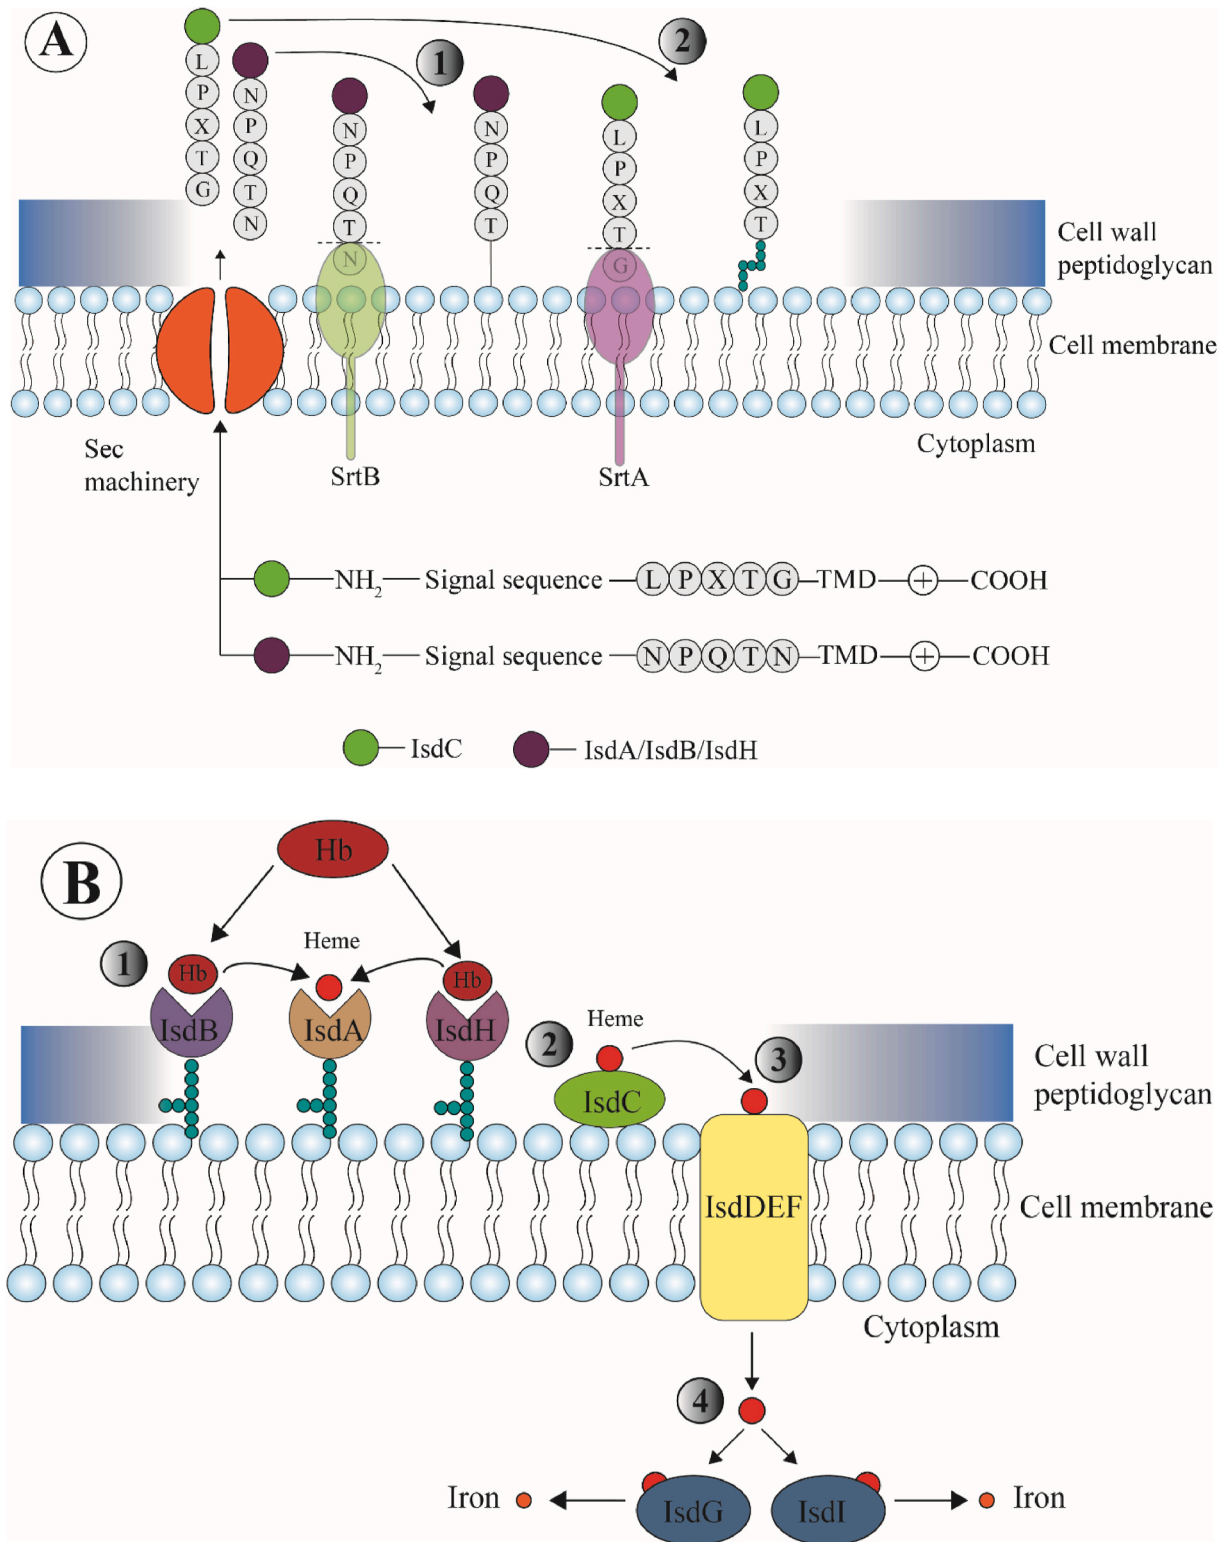 A
1
2
L
P
X
T
G
N
P
Q
T
N
N
P
Q
T
N
N
P
Q
T
L
P
X
T
G
L
P
X
T
Cell wall
peptidoglycan
Cell membrane
Sec
machinery
SrtB
SrtA
Cytoplasm
NH2 Signal sequence L P X T G TMD + COOH
NH2 Signal sequence N P Q T N TMD + COOH
IsdC IsdA/IsdB/IsdH
B
Hb
1
Heme
Hb
Hb
IsdB
IsdA
IsdH
2
Heme
3
IsdC
Cell wall
peptidoglycan
IsdDEF
Cell membrane
Cytoplasm
4
Iron
IsdG
IsdI
Iron